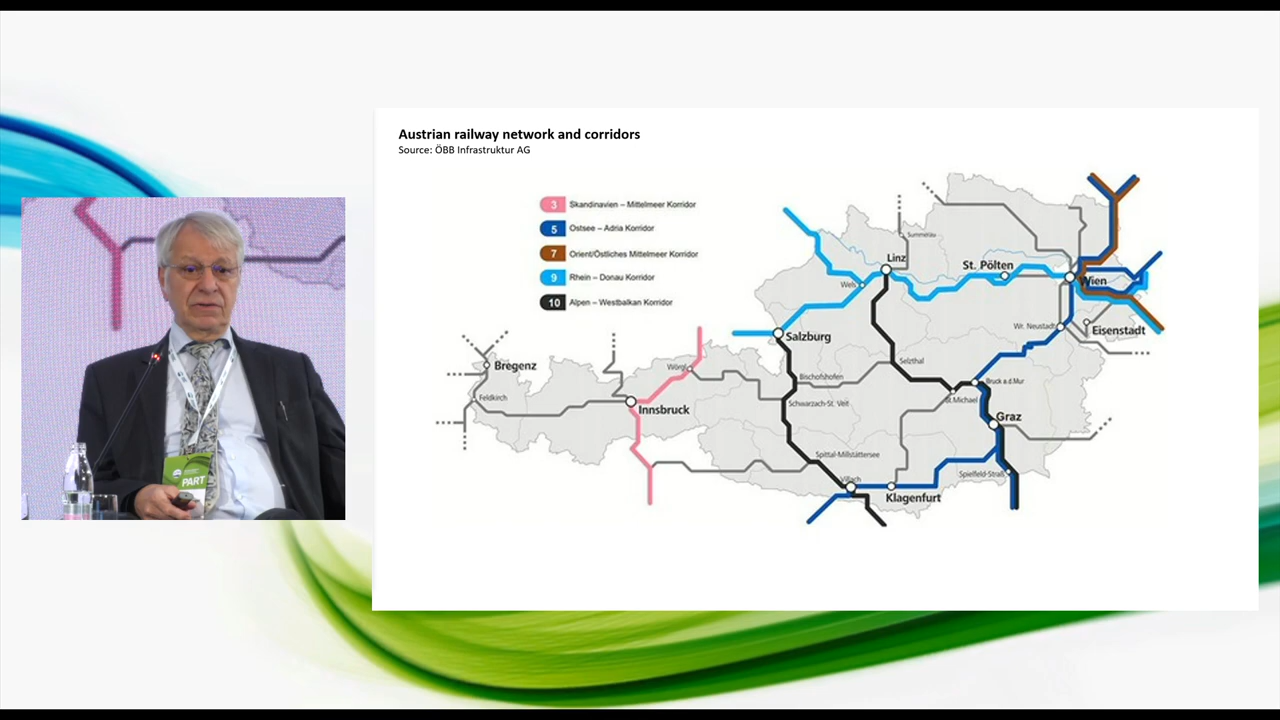 Austrian railway network and corridors
Source: ÖBB Infrastruktur AG
3 Skandinavien – Mittelmeer Korridor
5 Ostsee – Adria Korridor
7 Orient/Östliches Mittelmeer Korridor
9 Rhein – Donau Korridor
10 Alpen – Westbalkan Korridor
Summerau
Linz
St. Pölten
Wien
Wels
Wr. Neustadt
Eisenstadt
Salzburg
Bregenz
Wörgl
Selzthal
Bischofshofen
Bruck a.d.Mur
Feldkirch
Innsbruck
Schwarzach-St. Veit
St.Michael
Graz
Spittal-Millstättersee
Villach
Spielfeld-Straß
Klagenfurt
PART